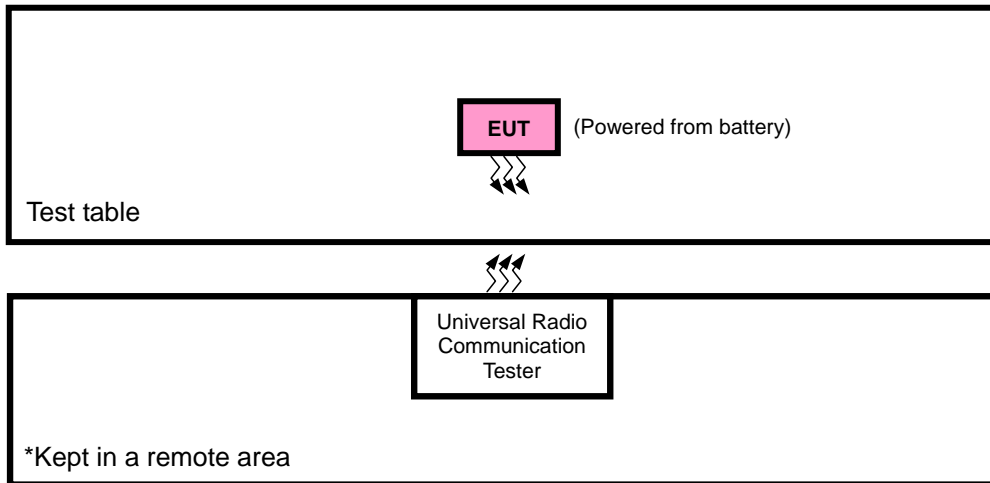 EUT
(Powered from battery)
Test table
Universal Radio
Communication
Tester
*Kept in a remote area